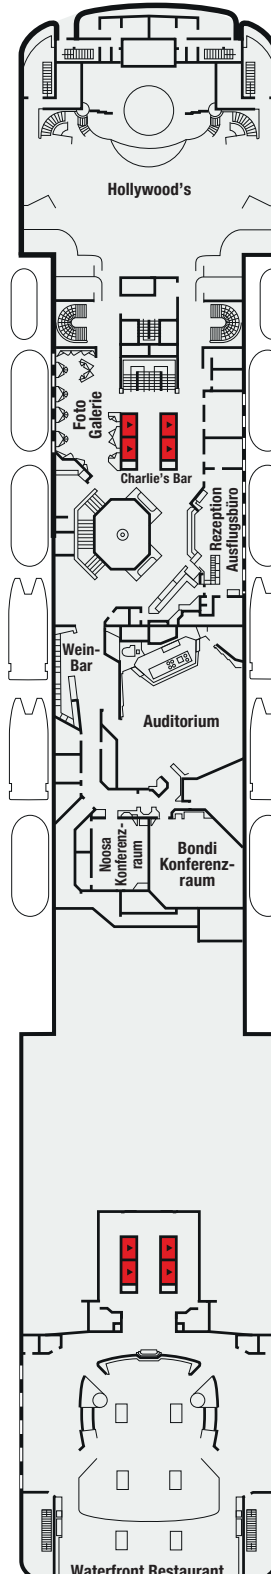 Hollywood's
Foto
Galerie
Charlie's Bar
Rezeption
Ausflugsbüro
Wein-
Bar
Auditorium
Noosa
Konferenz-
raum
Bondi
Konferenz-
raum
Waterfront Restaurant